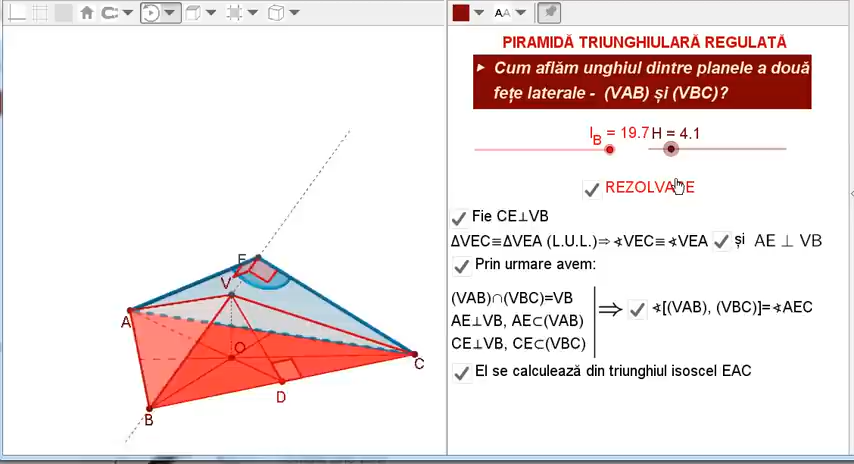 AA
PIRAMIDĂ TRIUNGHIULARĂ REGULATĂ
Cum aflăm unghiul dintre planele a două
fețe laterale - (VAB) și (VBC)?
l_B = 19.7 H = 4.1
REZOLVARE
Fie CE⊥VB
ΔVEC≡ΔVEA (L.U.L.)⇒ ∢VEC≡∢VEA și AE ⊥ VB
Prin urmare avem:
(VAB)∩(VBC)=VB
AE⊥VB, AE⊂(VAB)
CE⊥VB, CE⊂(VBC)
⇒ ∢[(VAB), (VBC)]=∢AEC
El se calculează din triunghiul isoscel EAC
E
V
A
O
C
D
B